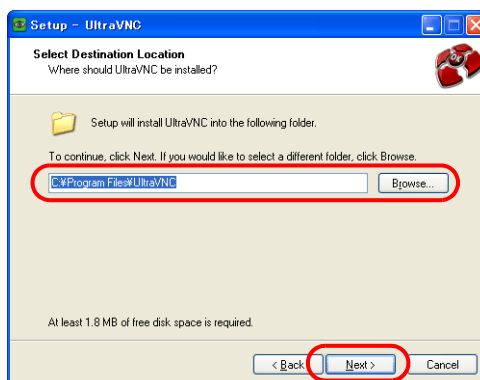 Setup - UltraVNC
Select Destination Location
Where should UltraVNC be installed?
Setup will install UltraVNC into the following folder.
To continue, click Next. If you would like to select a different folder, click Browse.
C:¥Program Files¥UltraVNC
Browse...
At least 1.8 MB of free disk space is required.
< Back
Next >
Cancel